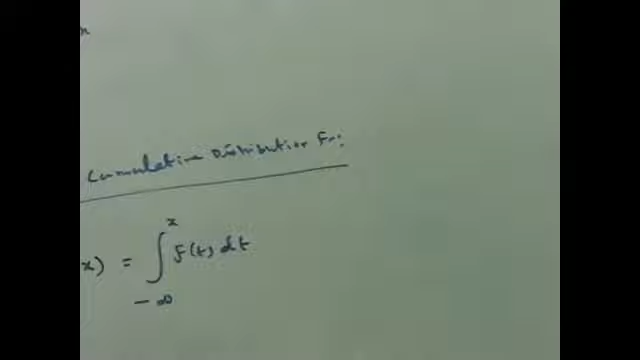 x
Cumulative Distribution Fn:
x) = ∫_{-∞}^{x} f(t) dt